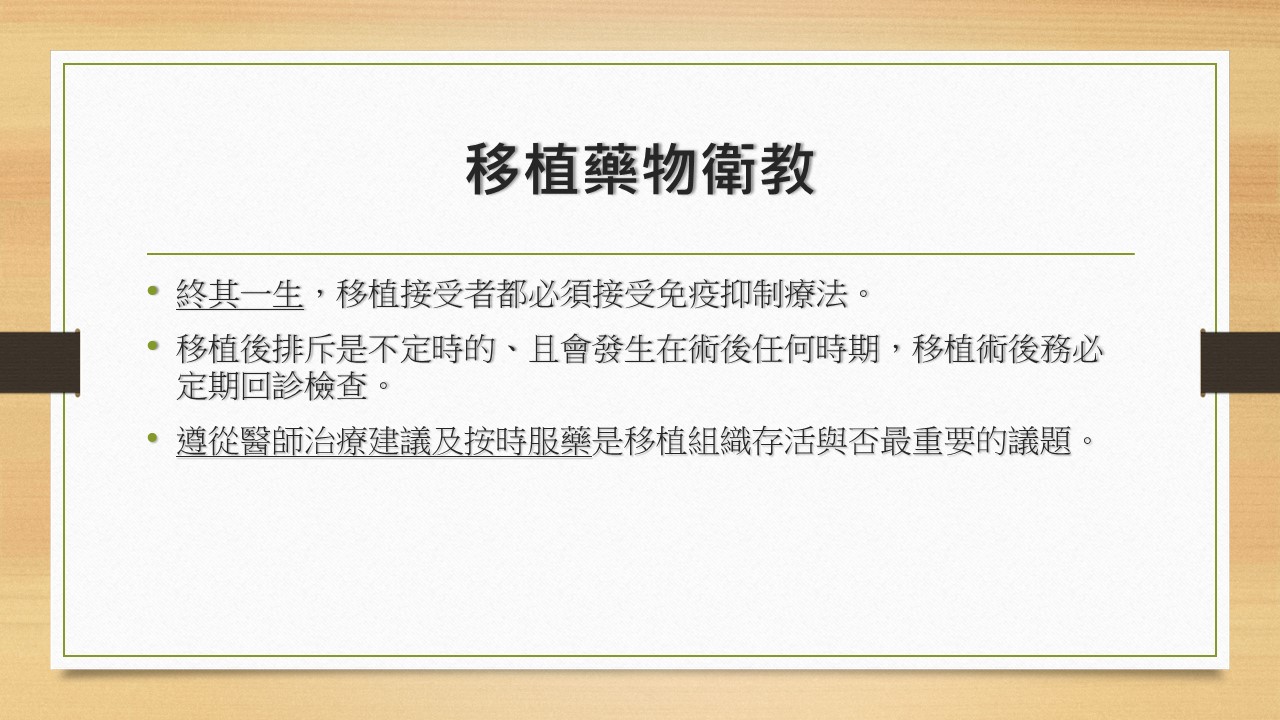 移植藥物衛教
• 終其一生，移植接受者都必須接受免疫抑制療法。
• 移植後排斥是不定時的、且會發生在術後任何時期，移植術後務必
定期回診檢查。
• 遵從醫師治療建議及按時服藥是移植組織存活與否最重要的議題。